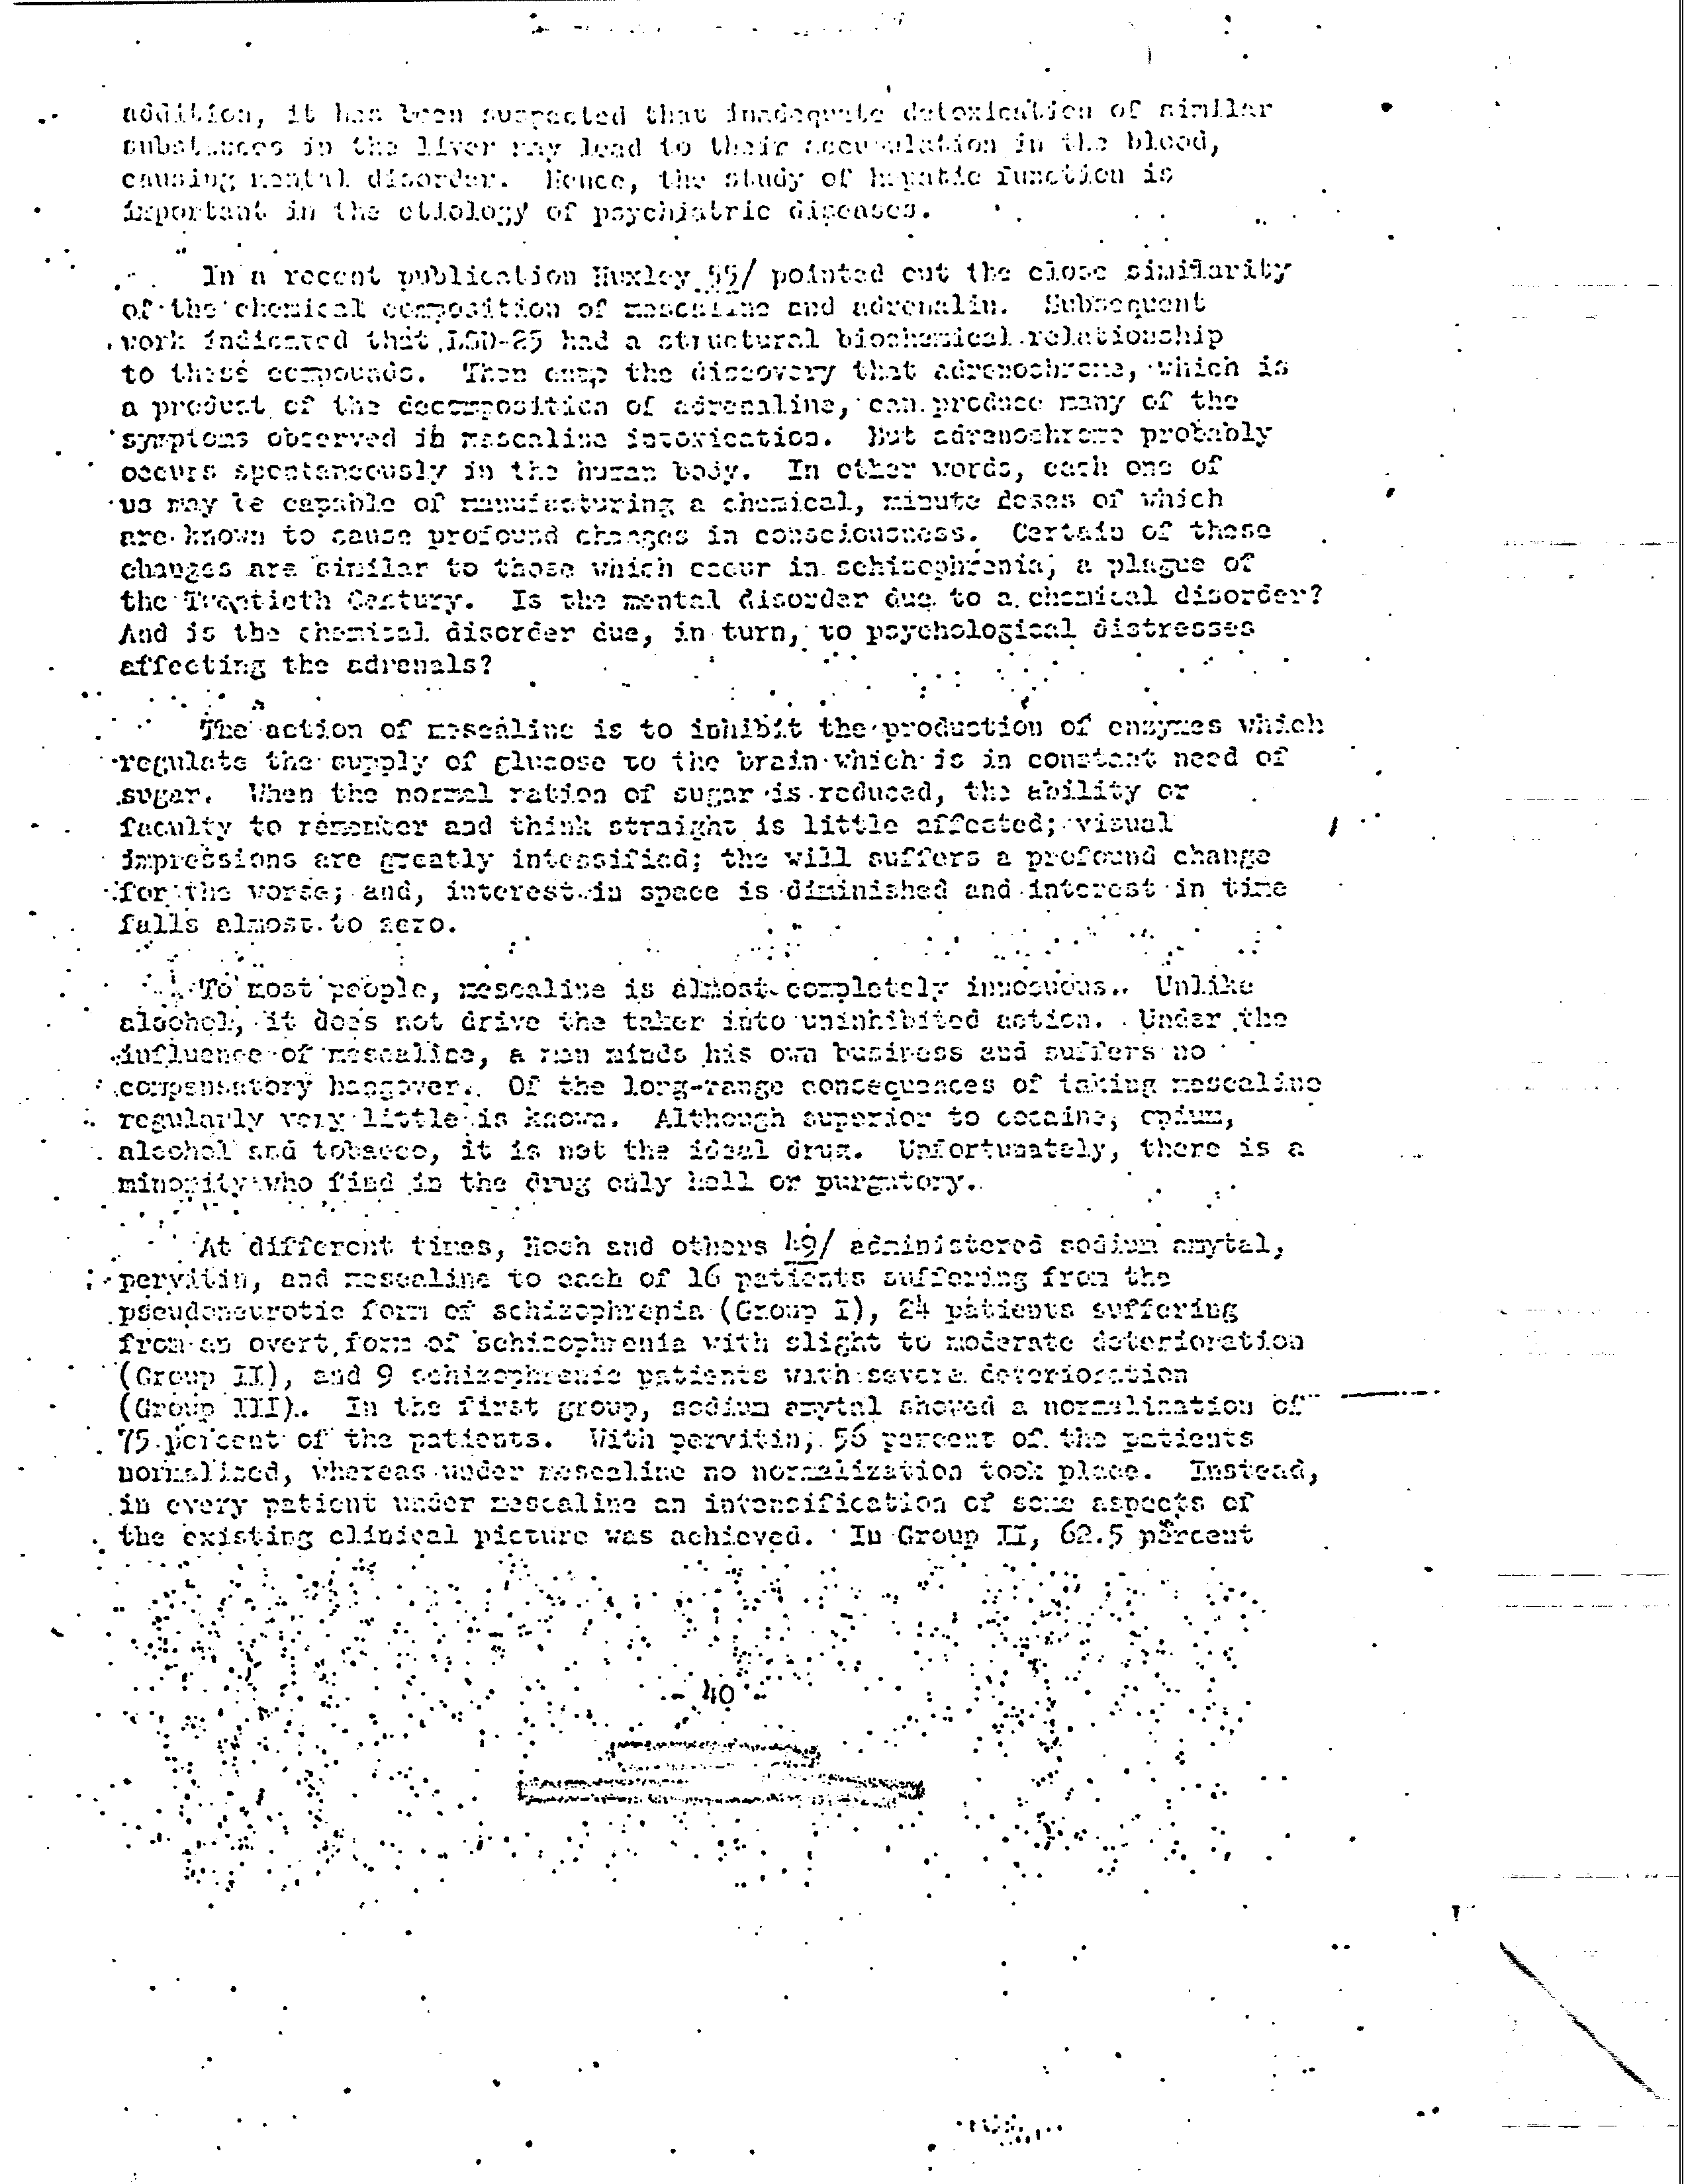 addition, it has been suspected that inadequate detoxication of similar
substances in the liver may lead to their accumulation in the blood,
causing mental disorder. Hence, the study of hepatic function is
important in the etiology of psychiatric diseases.
In a recent publication Huxley 55/ pointed out the close similarity
of the chemical composition of mescaline and adrenalin. Subsequent
work indicated that LSD-25 had a structural biochemical relationship
to these compounds. Then came the discovery that adrenochrome, which is
a product of the decomposition of adrenaline, can produce many of the
symptoms observed in mescaline intoxication. But adrenochrome probably
occurs spontaneously in the human body. In other words, each one of
us may be capable of manufacturing a chemical, minute doses of which
are known to cause profound changes in consciousness. Certain of these
changes are similar to those which occur in schizophrenia, a plague of
the Twentieth Century. Is the mental disorder due to a chemical disorder?
And is the chemical disorder due, in turn, to psychological distresses
affecting the adrenals?
The action of mescaline is to inhibit the production of enzymes which
regulate the supply of glucose to the brain which is in constant need of
sugar. When the normal ration of sugar is reduced, the ability or
faculty to remember and think straight is little affected; visual
impressions are greatly intensified; the will suffers a profound change
for the worse; and, interest in space is diminished and interest in time
falls almost to zero.
To most people, mescaline is almost completely innocuous. Unlike
alcohol, it does not drive the taker into uninhibited action. Under the
influence of mescaline, a man minds his own business and suffers no
compensatory hangover. Of the long-range consequences of taking mescaline
regularly very little is known. Although superior to cocaine, opium,
alcohol and tobacco, it is not the ideal drug. Unfortunately, there is a
minority who find in the drug only hell or purgatory.
At different times, Hoch and others 49/ administered sodium amytal,
pervitin, and mescaline to each of 16 patients suffering from the
pseudoneurotic form of schizophrenia (Group I), 24 patients suffering
from an overt form of schizophrenia with slight to moderate deterioration
(Group II), and 9 schizophrenic patients with severe deterioration
(Group III). In the first group, sodium amytal showed a normalization of
75 percent of the patients. With pervitin, 56 percent of the patients
normalized, whereas under mescaline no normalization took place. Instead,
in every patient under mescaline an intensification of some aspects of
the existing clinical picture was achieved. In Group II, 62.5 percent
- 40 -